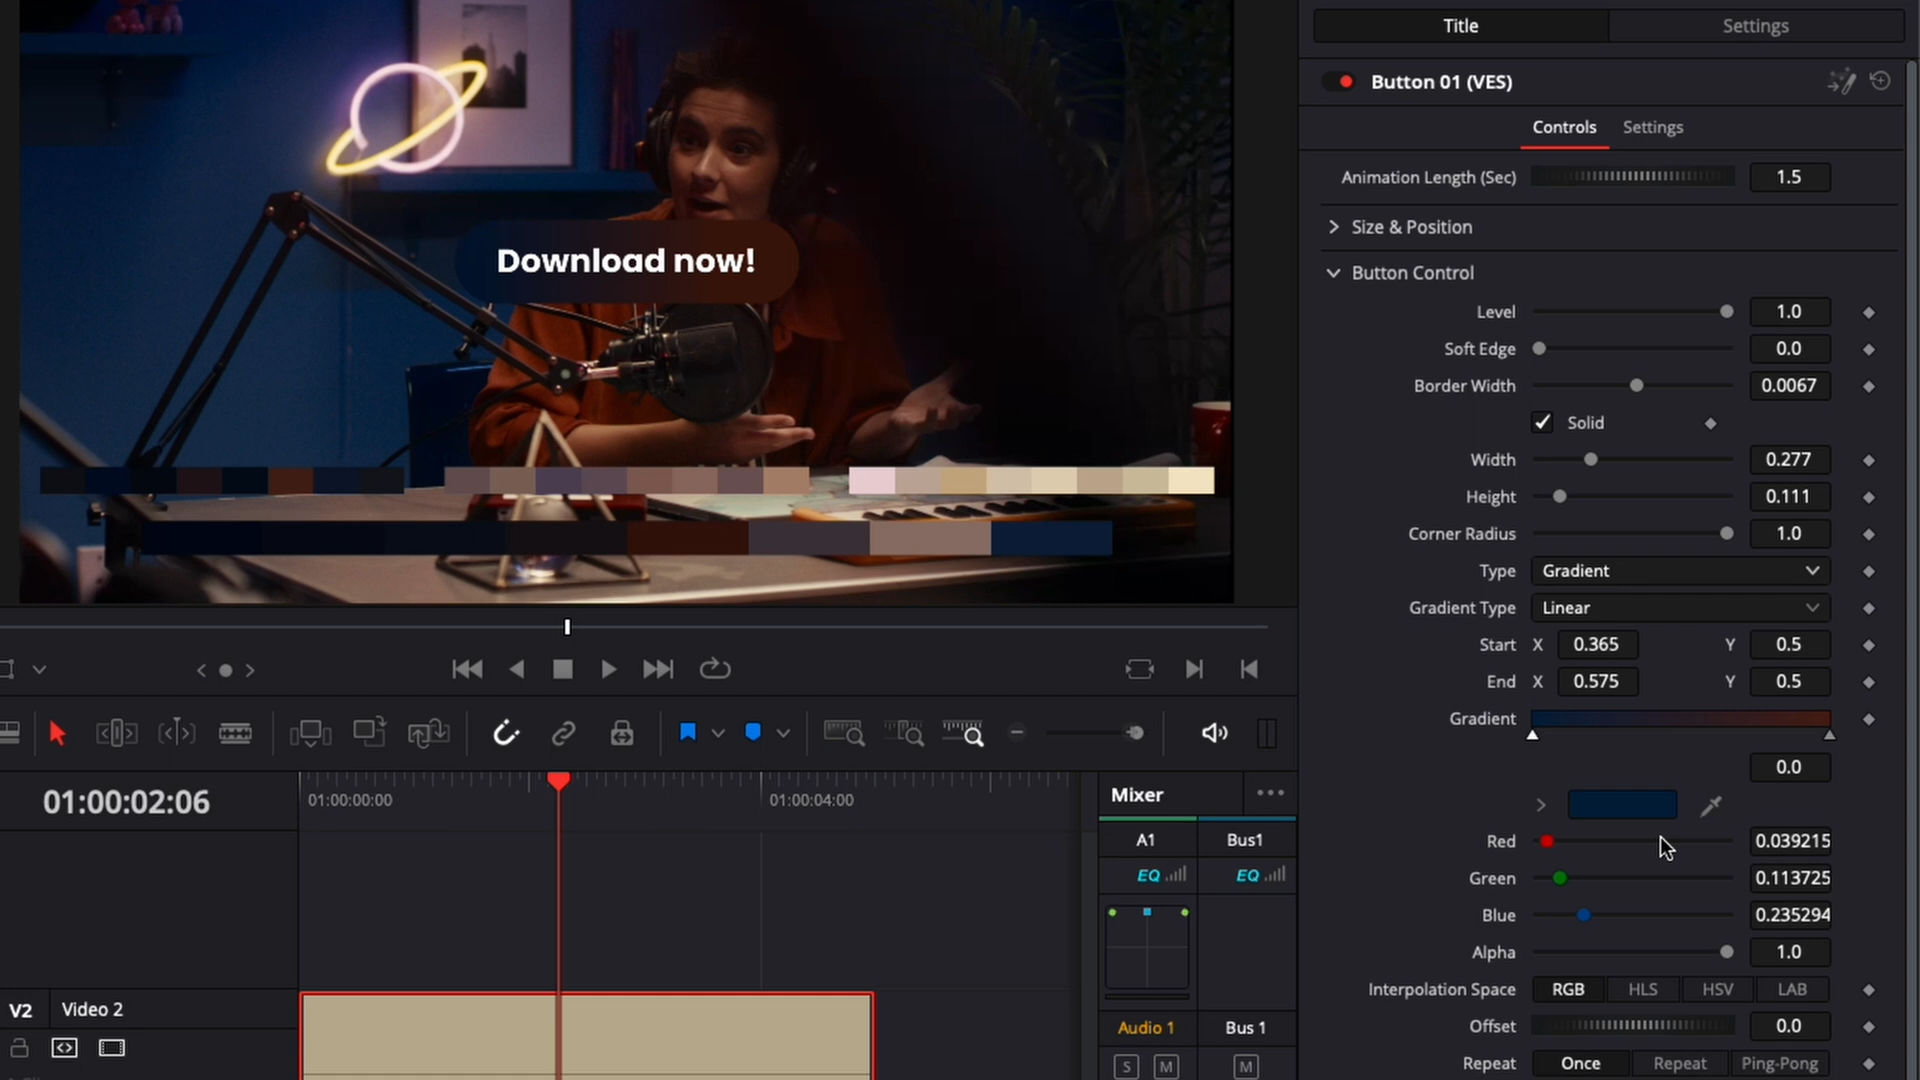 Title
Settings
Button 01 (VES)
Controls
Settings
Animation Length (Sec)
1.5
Size & Position
Button Control
Level
1.0
Soft Edge
0.0
Border Width
0.0067
Solid
Width
0.277
Height
0.111
Corner Radius
1.0
Type
Gradient
Gradient Type
Linear
Start
X
0.365
Y
0.5
End
X
0.575
Y
0.5
Gradient
0.0
Red
0.039215
Green
0.113725
Blue
0.235294
Alpha
1.0
Interpolation Space
RGB
HLS
HSV
LAB
Offset
0.0
Repeat
Once
Repeat
Ping-Pong
Download now!
01:00:02:06
01:00:00:00
01:00:04:00
Mixer
A1
Bus1
EQ
EQ
Audio 1
Bus 1
S
M
M
V2
Video 2